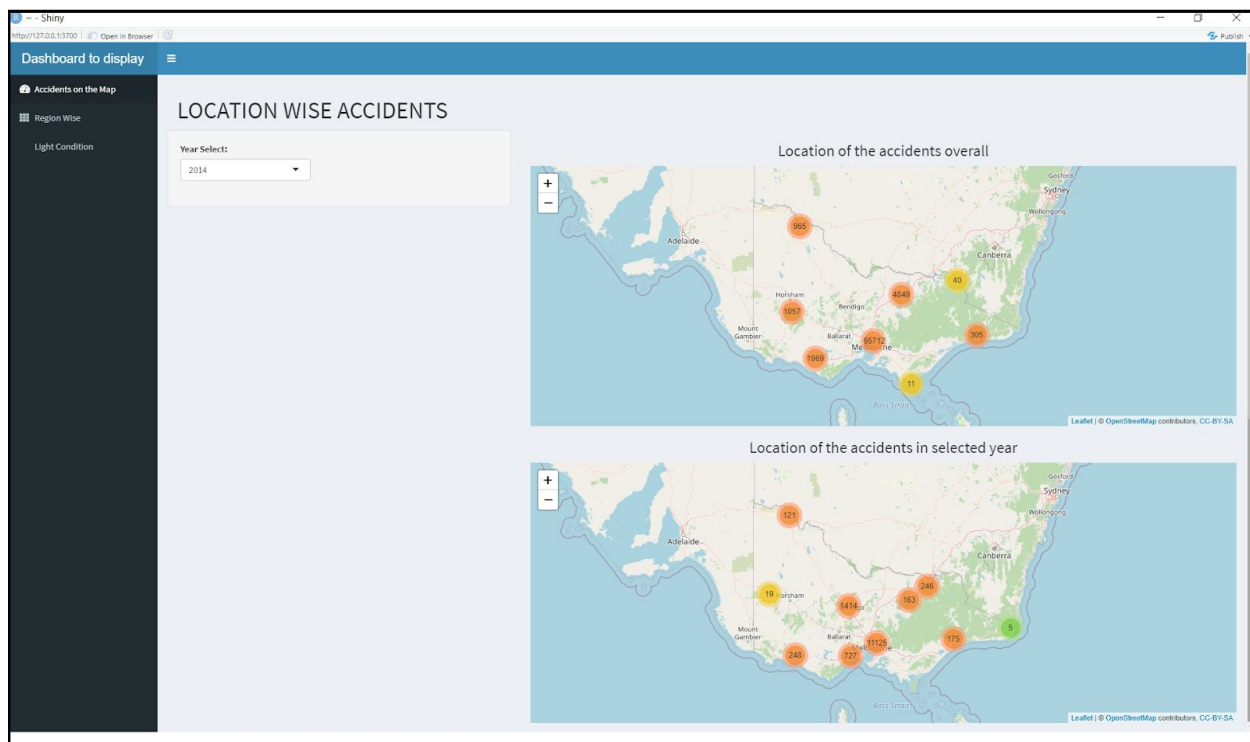 ~ - Shiny
http://127.0.0.1:3700 Open in Browser
Publish
Dashboard to display
Accidents on the Map
Region Wise
Light Condition
LOCATION WISE ACCIDENTS
Year Select:
2014
Location of the accidents overall
+
−
Gosford
Sydney
Wollongong
965
Adelaide
Canberra
40
Horsham
4849
Bendigo
1057
Mount
Gambier
Ballarat
65712
305
1969
11
Bass Strait
Leaflet | © OpenStreetMap contributors, CC-BY-SA
Location of the accidents in selected year
+
−
Gosford
Sydney
Wollongong
121
Adelaide
Canberra
246
19
163
1414
Mount
Gambier
Ballarat
11125
175
5
248
727
Bass Strait
Leaflet | © OpenStreetMap contributors, CC-BY-SA